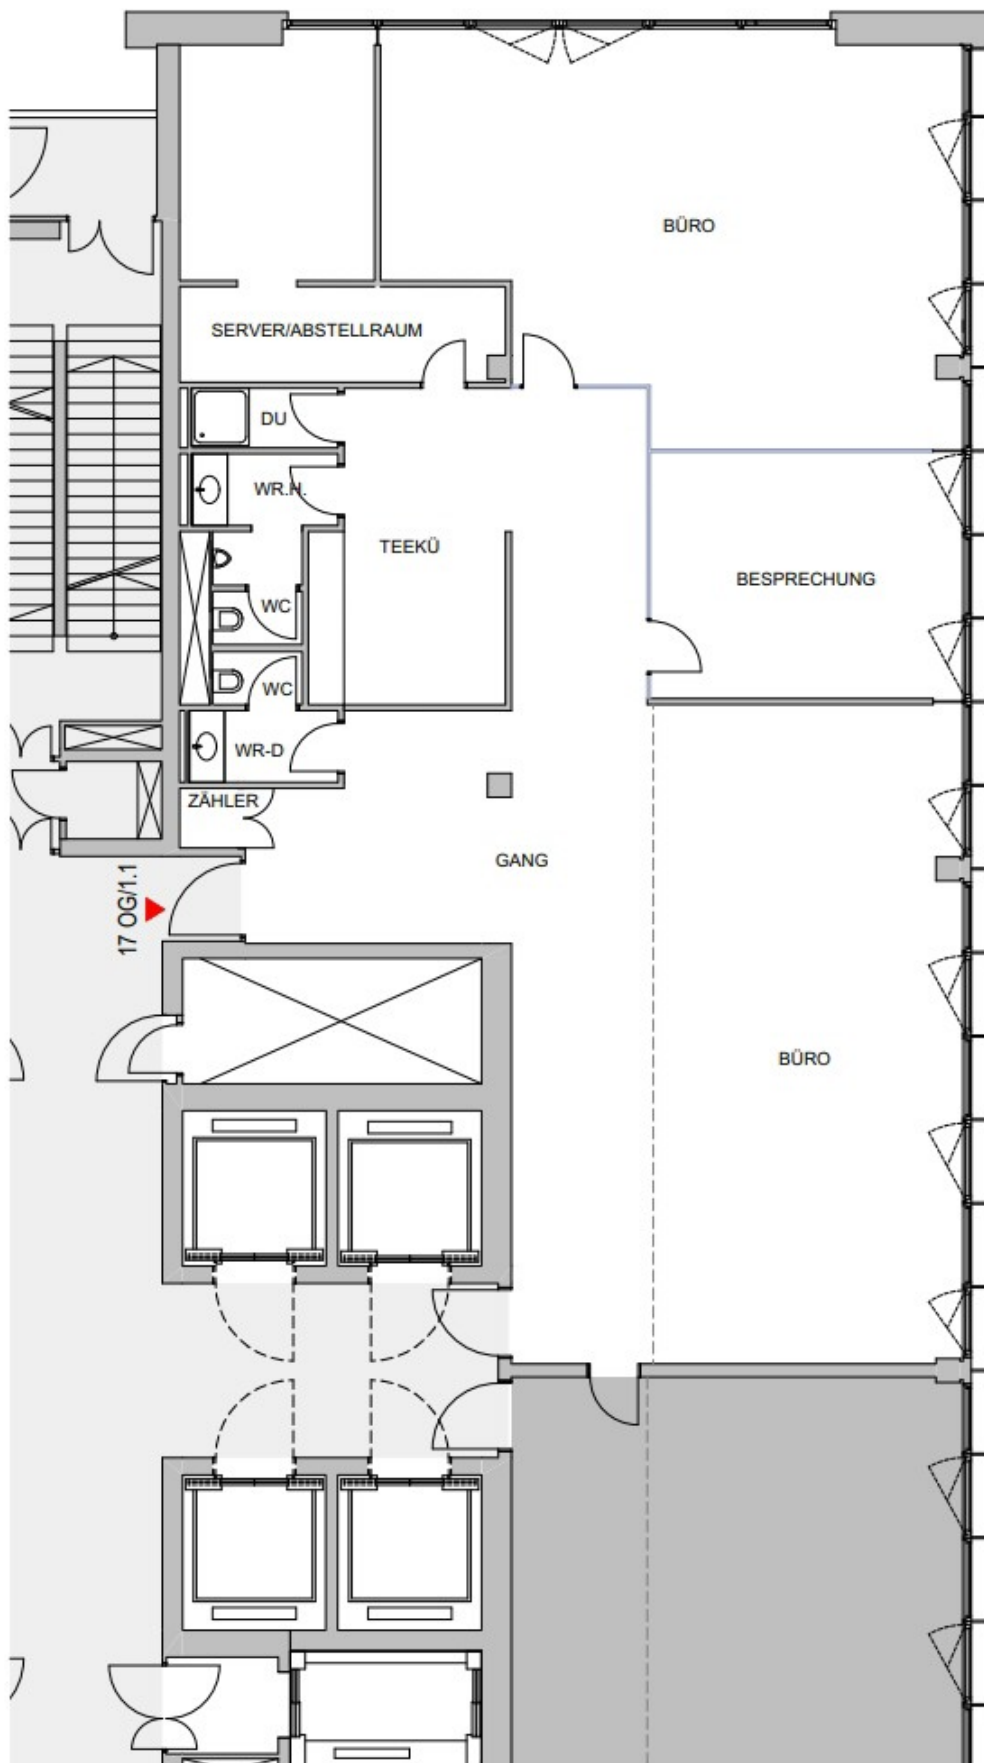 BÜRO
SERVER/ABSTELLRAUM
DU
WR.H.
TEEKÜ
BESPRECHUNG
WC
WC
WR-D
ZÄHLER
GANG
17 OG/1.1
BÜRO